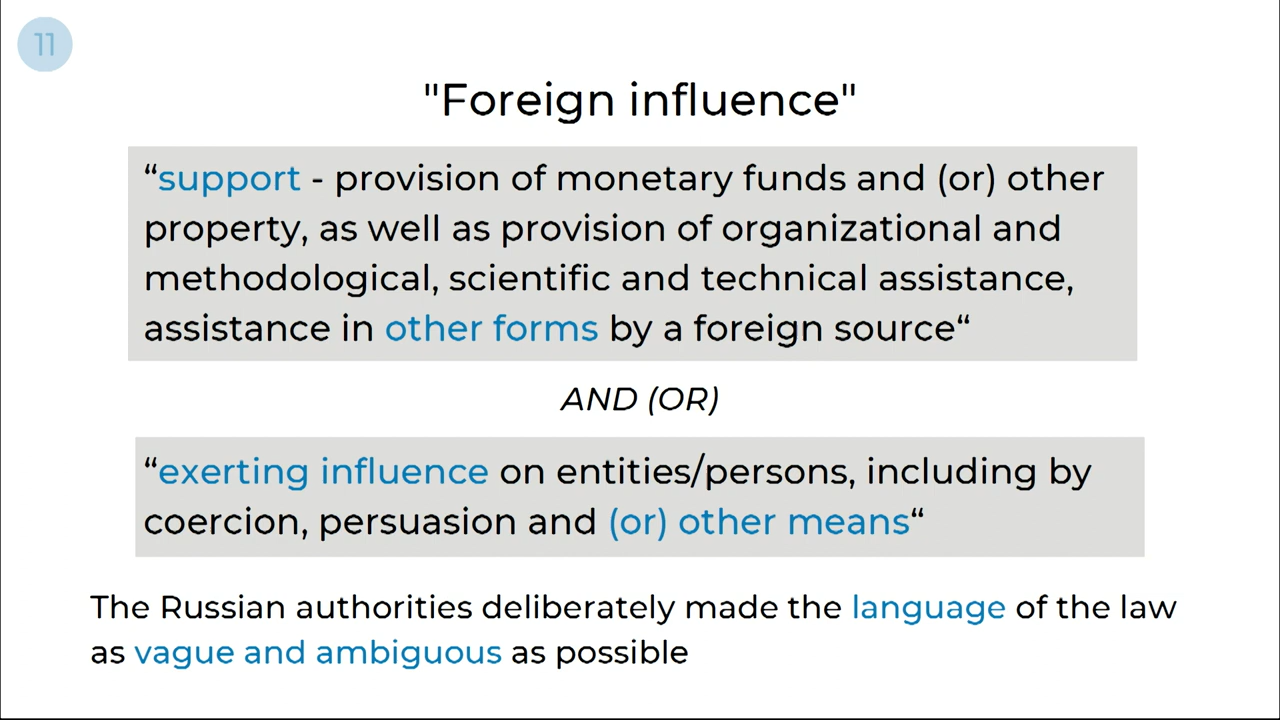 11
"Foreign influence"
“support - provision of monetary funds and (or) other
property, as well as provision of organizational and
methodological, scientific and technical assistance,
assistance in other forms by a foreign source“
AND (OR)
“exerting influence on entities/persons, including by
coercion, persuasion and (or) other means“
The Russian authorities deliberately made the language of the law
as vague and ambiguous as possible